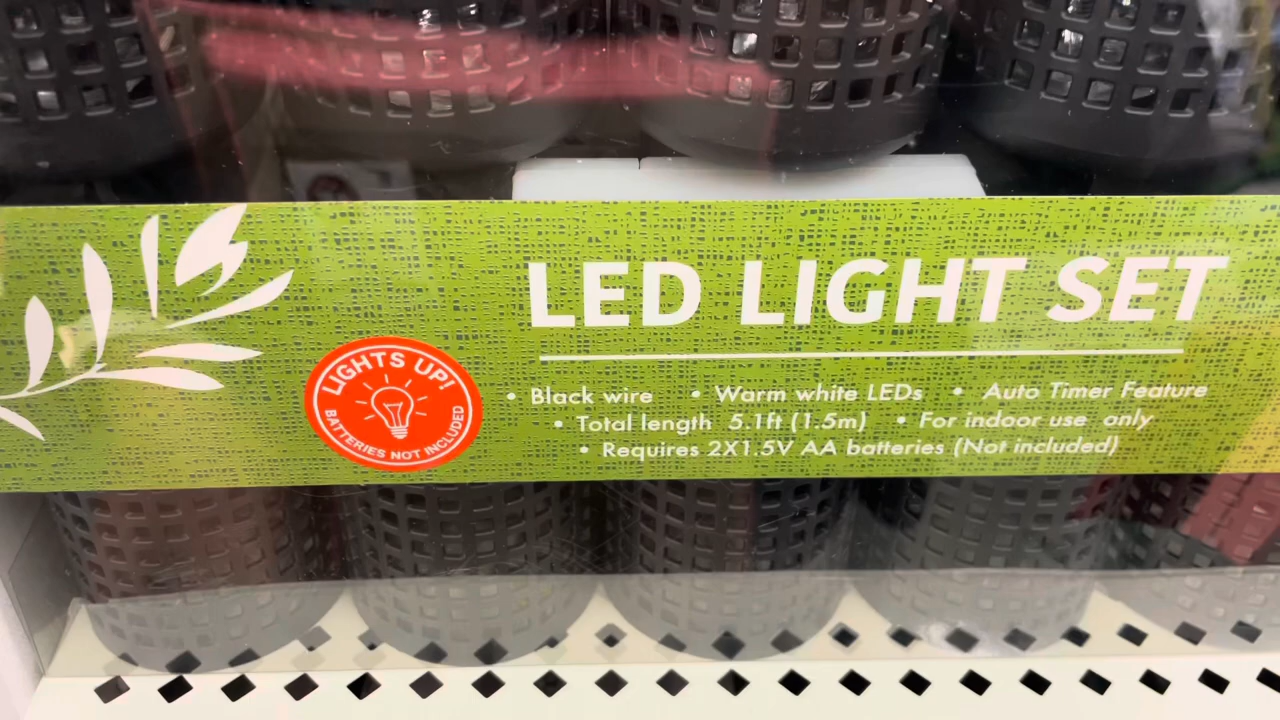 LED LIGHT SET
LIGHTS UP!
BATTERIES NOT INCLUDED
• Black wire • Warm white LEDs • Auto Timer Feature
• Total length 5.1ft (1.5m) • For indoor use only
• Requires 2X1.5V AA batteries (Not included)